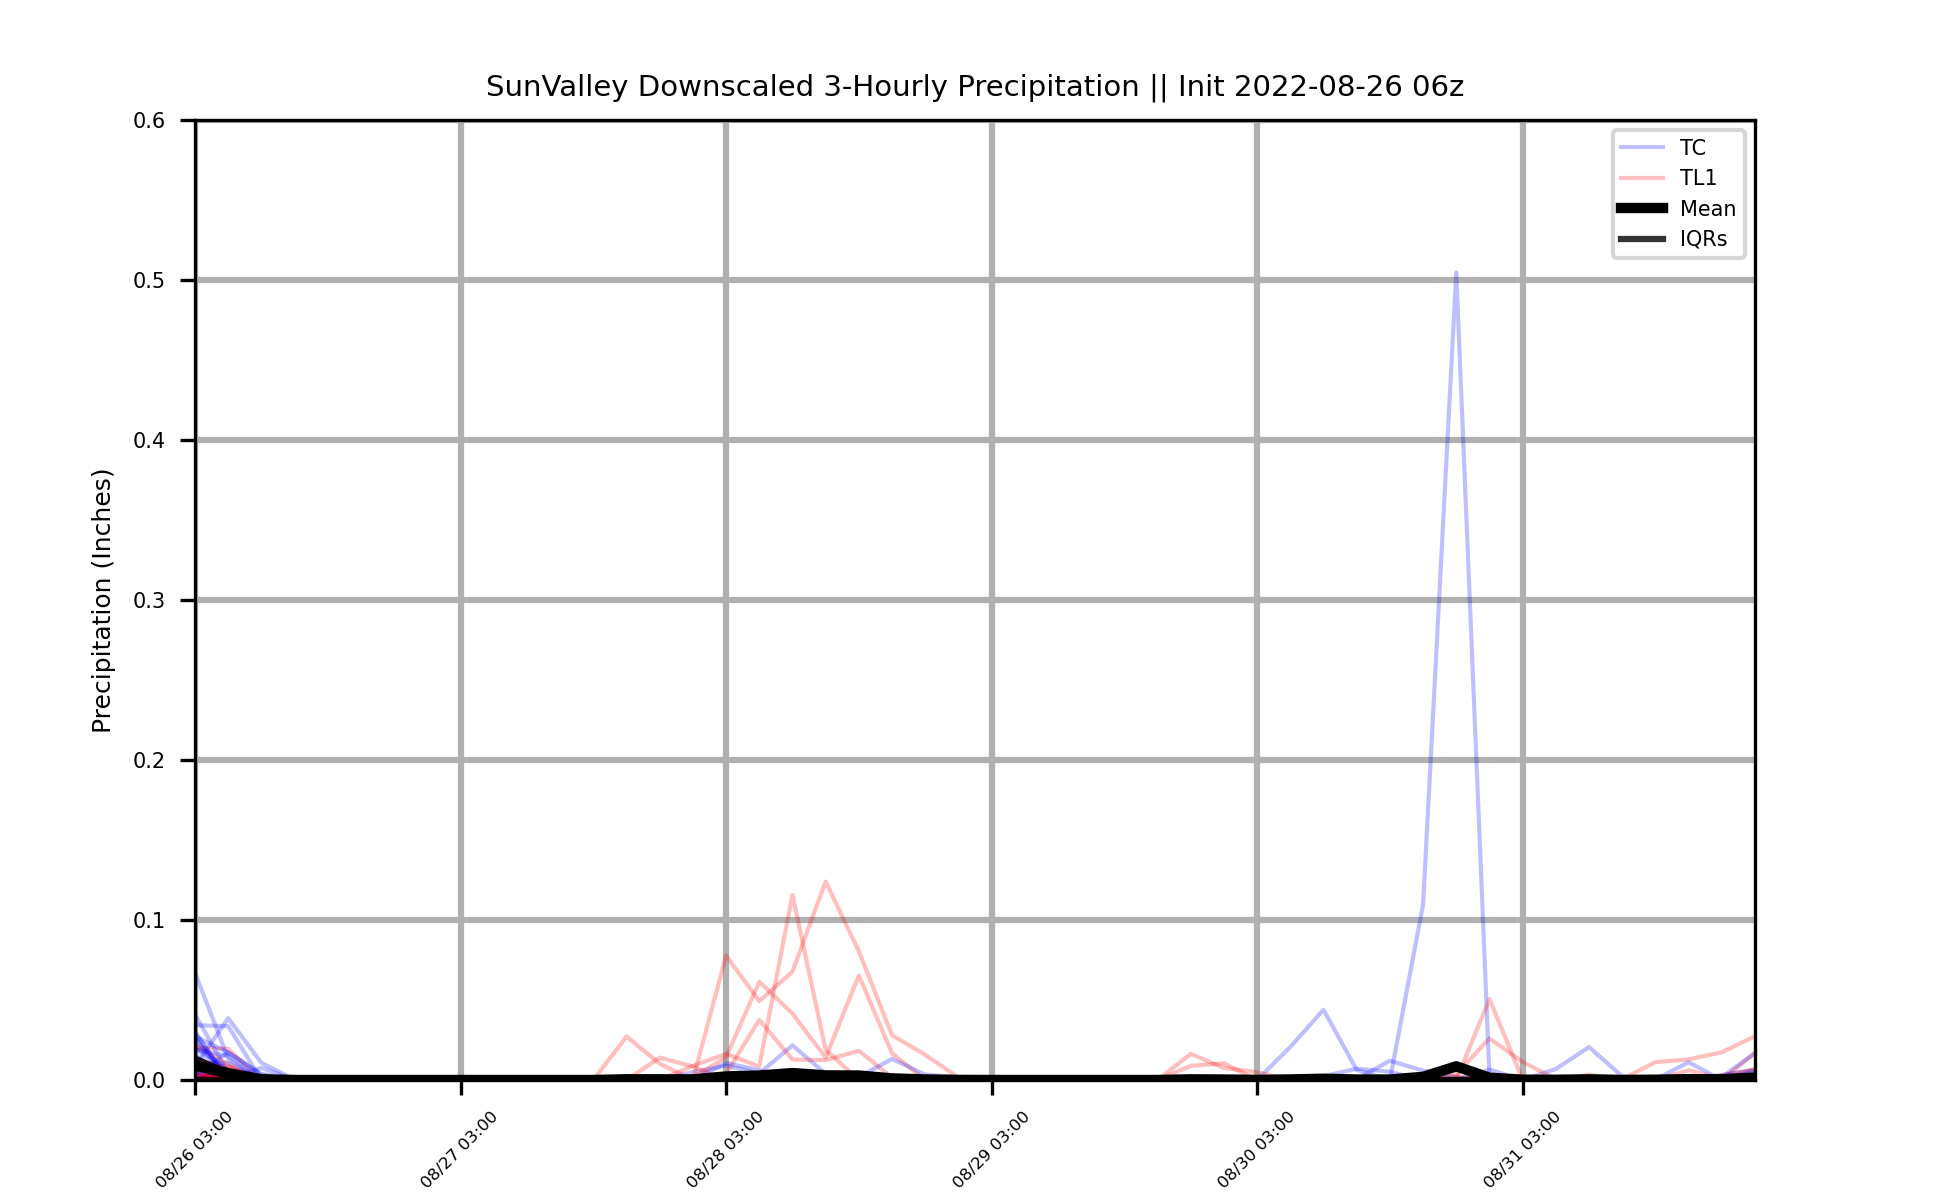 SunValley Downscaled 3-Hourly Precipitation || Init 2022-08-26 06z
0.6
0.5
0.4
0.3
0.2
0.1
0.0
Precipitation (Inches)
TC
TL1
Mean
IQRs
08/26 03:00
08/27 03:00
08/28 03:00
08/29 03:00
08/30 03:00
08/31 03:00